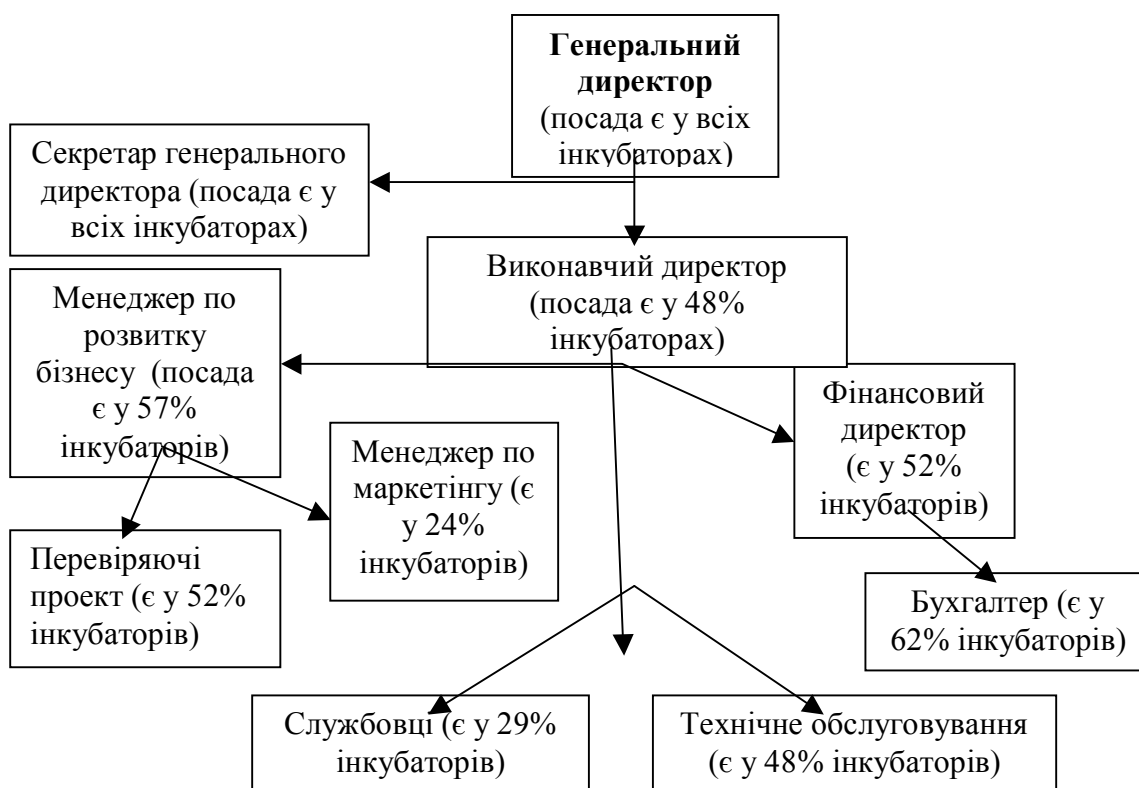 Генеральний
директор
(посада є у всіх
інкубаторах)
Секретар генерального
директора (посада є у
всіх інкубаторах)
Виконавчий директор
(посада є у 48%
інкубаторах)
Менеджер по
розвитку
бізнесу (посада
є у 57%
інкубаторів)
Фінансовий
директор
(є у 52%
інкубаторів)
Менеджер по
маркетінгу (є
у 24%
інкубаторів)
Перевіряючі
проект (є у 52%
інкубаторів)
Бухгалтер (є у
62% інкубаторів)
Службовці (є у 29%
інкубаторів)
Технічне обслуговування
(є у 48% інкубаторів)